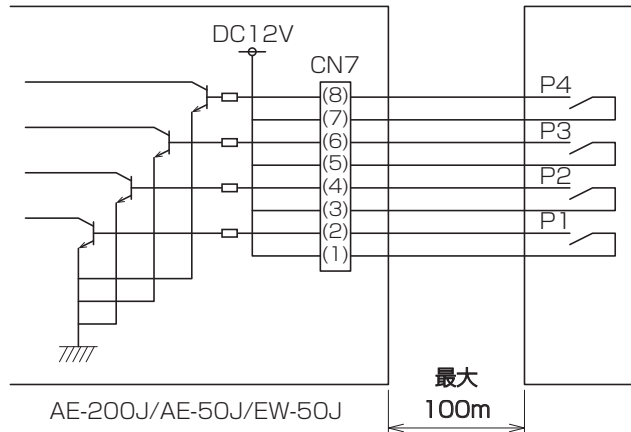 DC12V
CN7
(8)
P4
(7)
(6)
P3
(5)
(4)
P2
(3)
(2)
P1
(1)
AE-200J/AE-50J/EW-50J
最大
100m